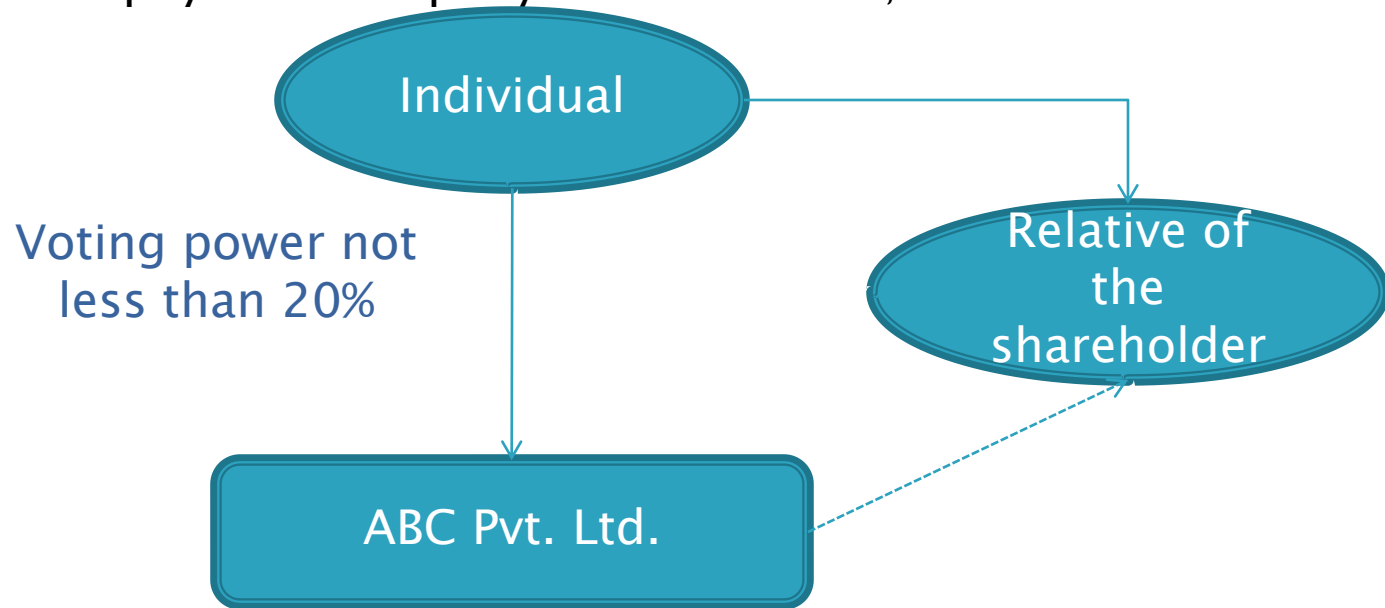 Individual
Voting power not
less than 20%
Relative of
the
shareholder
ABC Pvt. Ltd.